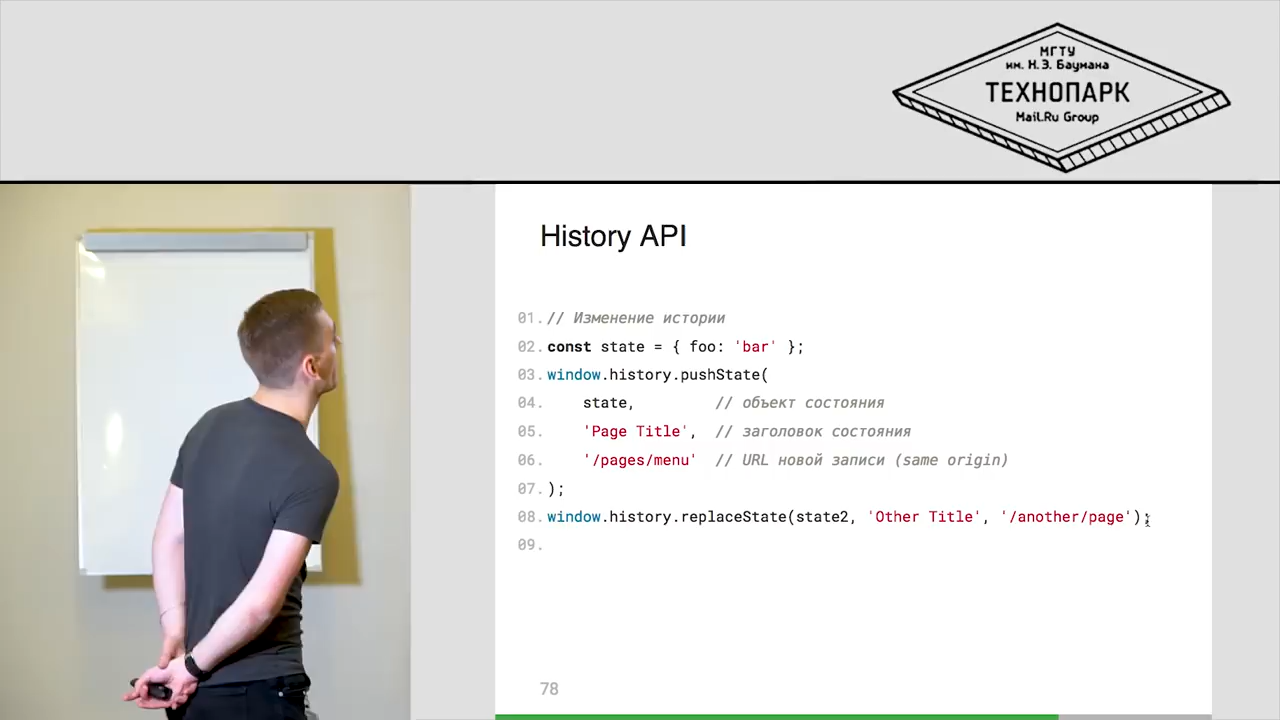 МГТУ
им. Н.Э. Баумана
ТЕХНОПАРК
Mail.Ru Group
History API
01. // Изменение истории
02. const state = { foo: 'bar' };
03. window.history.pushState(
04. state, // объект состояния
05. 'Page Title', // заголовок состояния
06. '/pages/menu' // URL новой записи (same origin)
07. );
08. window.history.replaceState(state2, 'Other Title', '/another/page');
09.
78